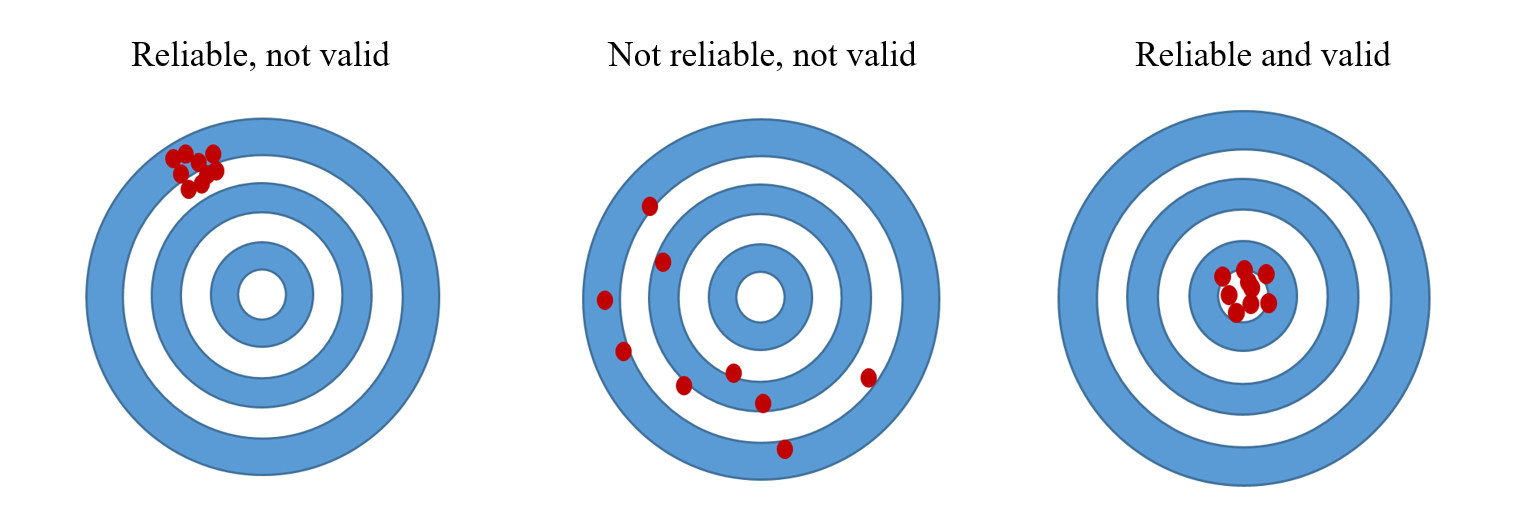 Reliable, not valid
Not reliable, not valid
Reliable and valid